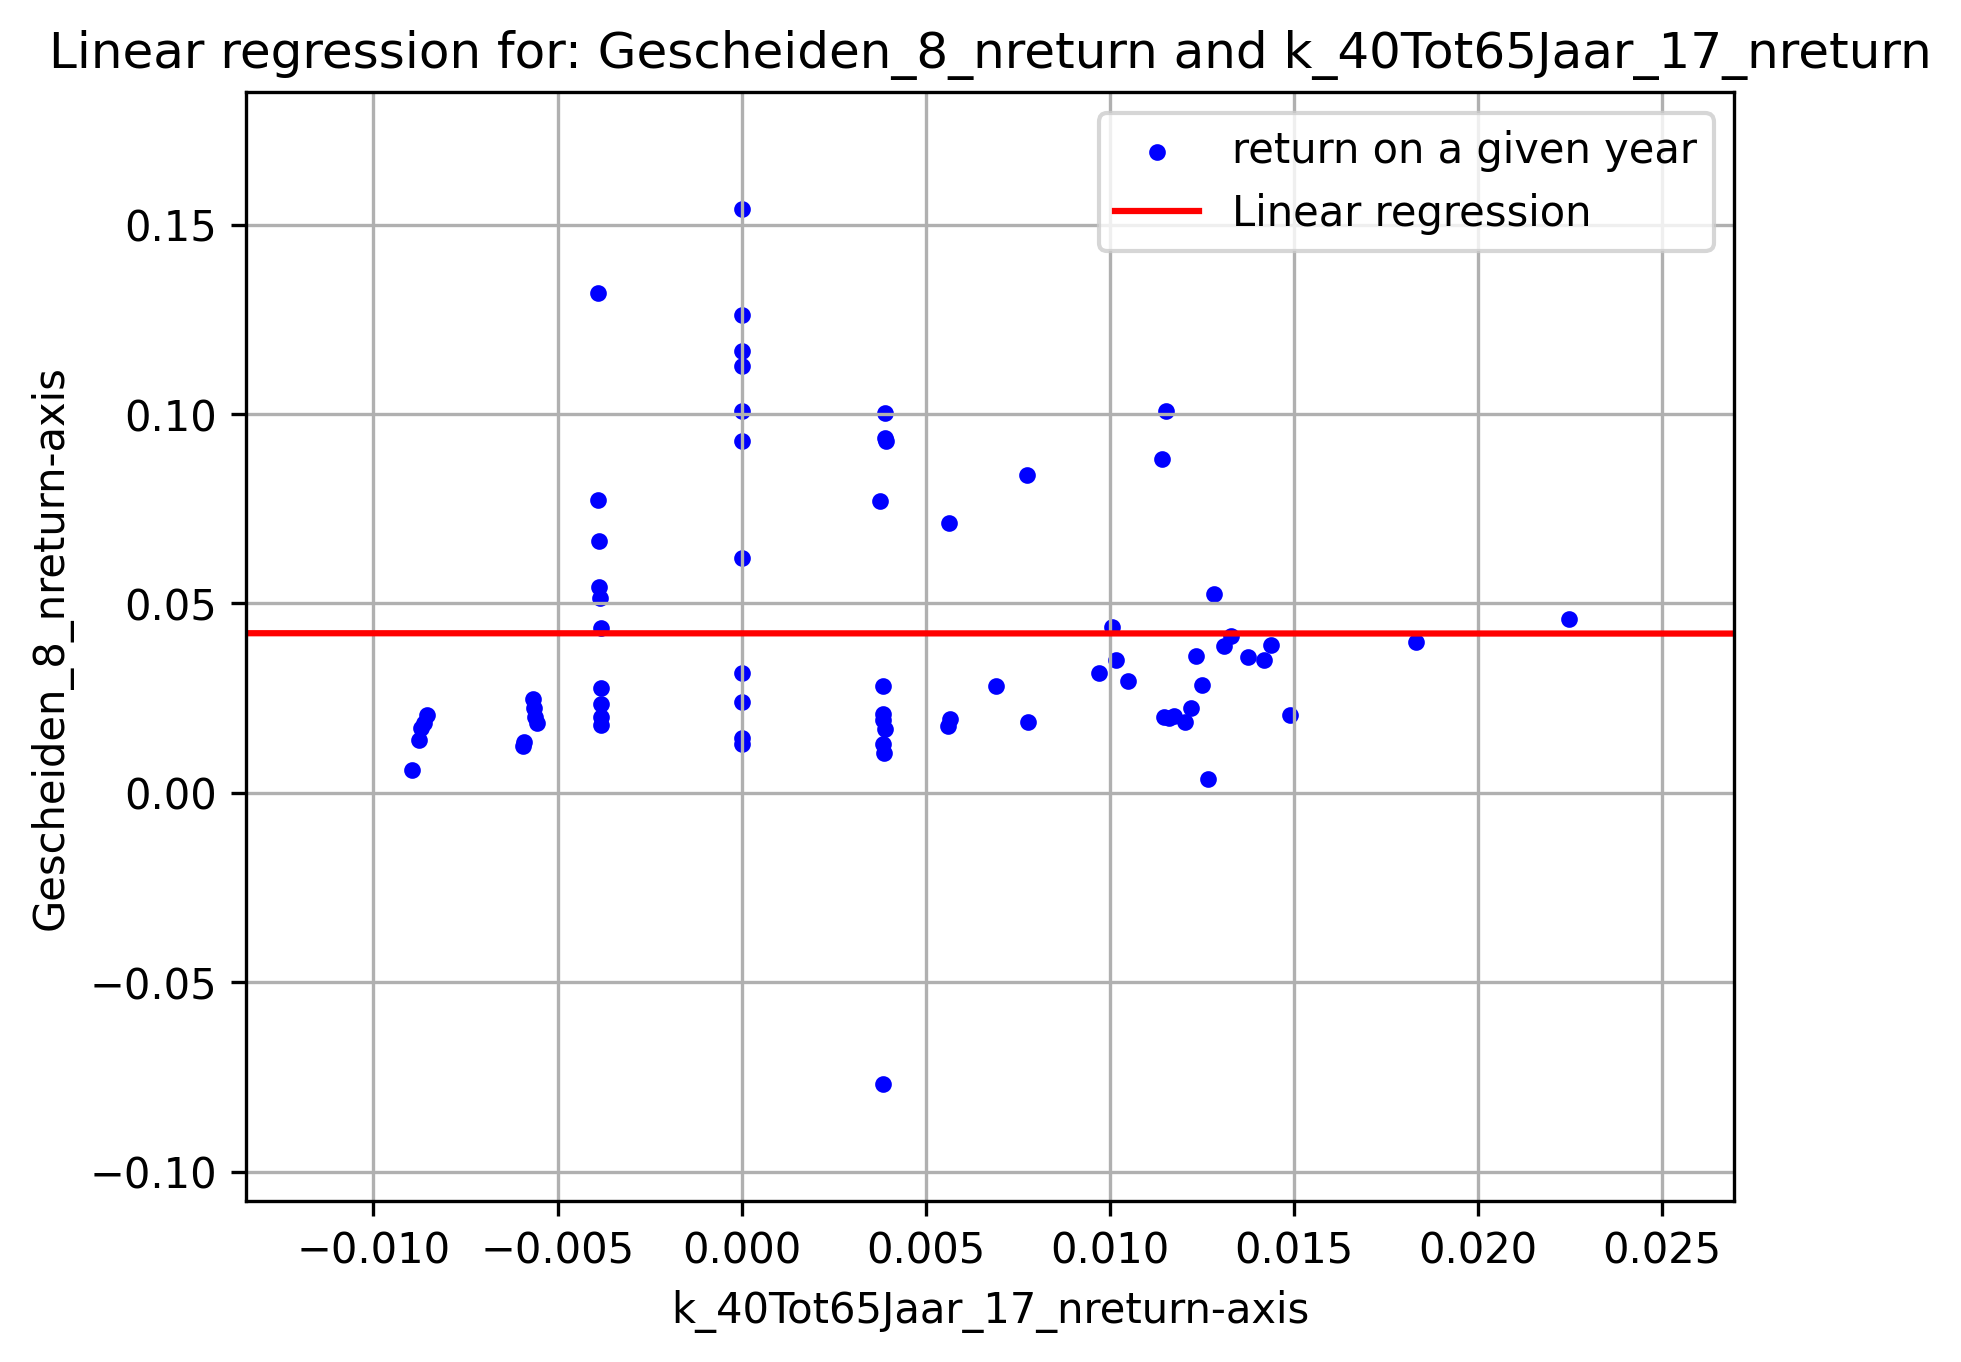 Linear regression for: Gescheiden_8_nreturn and k_40Tot65Jaar_17_nreturn
return on a given year
Linear regression
Gescheiden_8_nreturn-axis
0.15
0.10
0.05
0.00
−0.05
−0.10
−0.010
−0.005
0.000
0.005
0.010
0.015
0.020
0.025
k_40Tot65Jaar_17_nreturn-axis